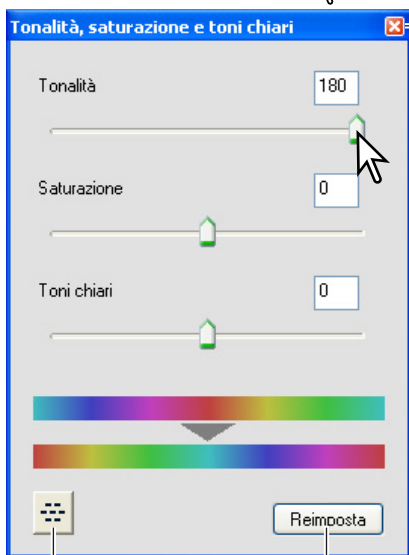 Tonalità, saturazione e toni chiari
Tonalità 180
Saturazione 0
Toni chiari 0
Reimposta